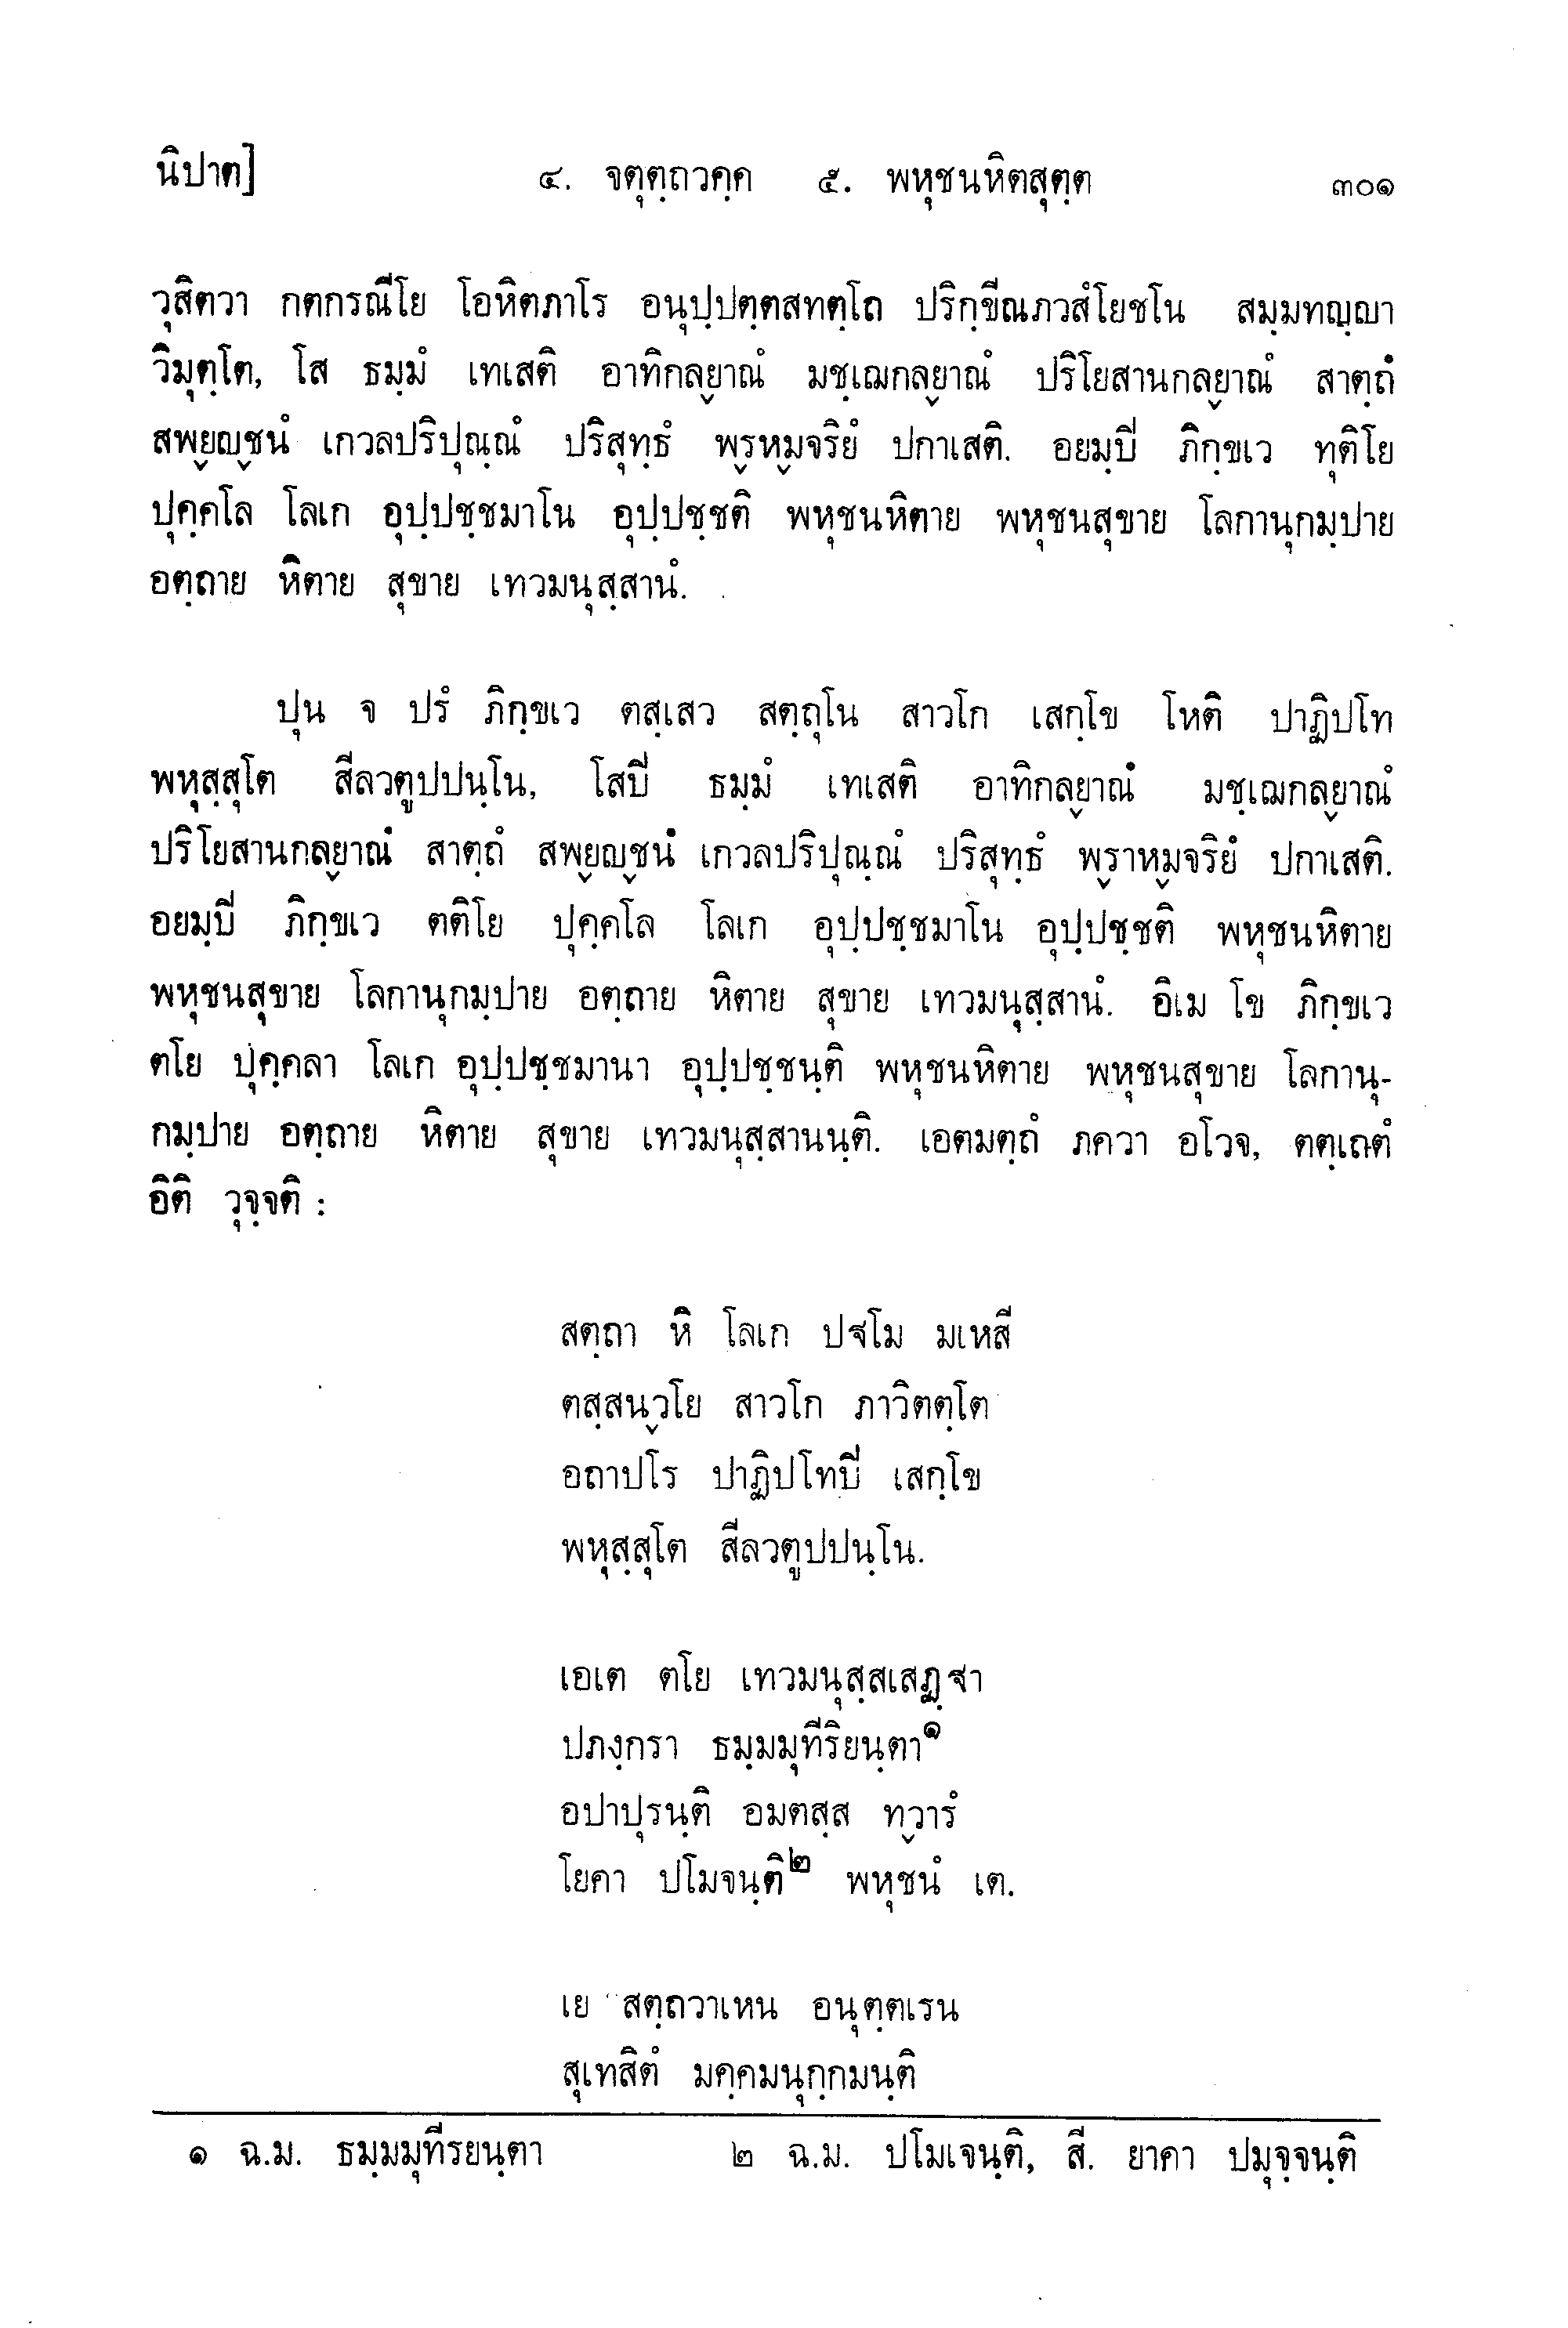 นิปาต] ๔. จตุตฺถวคฺค ๕. พหุชนหิตสุตฺต ๓๐๑
วุสิตวา กตกรณีโย โอหิตภาโร อนุปฺปตฺตสทตฺโถ ปริกฺขีณภวสํโยชโน สมฺมทญฺญา
วิมุตฺโต, โส ธมฺมํ เทเสติ อาทิกลฺยาณํ มชฺเฌกลฺยาณํ ปริโยสานกลฺยาณํ สาตฺถํ
สพฺยญฺชนํ เกวลปริปุณฺณํ ปริสุทฺธํ พฺรหฺมจริยํ ปกาเสติ. อยมฺปิ ภิกฺขเว ทุติโย
ปุคฺคโล โลเก อุปฺปชฺชมาโน อุปฺปชฺชติ พหุชนหิตาย พหุชนสุขาย โลกานุกมฺปาย
อตฺถาย หิตาย สุขาย เทวมนุสฺสานํ.
ปุน จ ปรํ ภิกฺขเว ตสฺเสว สตฺถุโน สาวโก เสกฺโข โหติ ปาฏิปโท
พหุสฺสุโต สีลวตูปปนฺโน, โสปิ ธมฺมํ เทเสติ อาทิกลฺยาณํ มชฺเฌกลฺยาณํ
ปริโยสานกลฺยาณํ สาตฺถํ สพฺยญฺชนํ เกวลปริปุณฺณํ ปริสุทฺธํ พฺราหฺมจริยํ ปกาเสติ.
อยมฺปิ ภิกฺขเว ตติโย ปุคฺคโล โลเก อุปฺปชฺชมาโน อุปฺปชฺชติ พหุชนหิตาย
พหุชนสุขาย โลกานุกมฺปาย อตฺถาย หิตาย สุขาย เทวมนุสฺสานํ. อิเม โข ภิกฺขเว
ตโย ปุคฺคลา โลเก อุปฺปชฺชมานา อุปฺปชฺชนฺติ พหุชนหิตาย พหุชนสุขาย โลกานุ-
กมฺปาย อตฺถาย หิตาย สุขาย เทวมนุสฺสานนฺติ. เอตมตฺถํ ภควา อโวจ, ตตฺเถตํ
อิติ วุจฺจติ :
สตฺถา หิ โลเก ปฐโม มเหสี
ตสฺสนฺวโย สาวโก ภาวิตตฺโต
อถาปโร ปาฏิปโทปิ เสกฺโข
พหุสฺสุโต สีลวตูปปนฺโน.
เอเต ตโย เทวมนุสฺสเสฏฺฐา
ปภงฺกรา ธมฺมมุทีริยนฺตา๑
อปาปุรนฺติ อมตสฺส ทฺวารํ
โยคา ปโมจนฺติ๒ พหุชนํ เต.
เย สตฺถวาเหน อนุตฺตเรน
สุเทสิตํ มคฺคมนุกฺกมนฺติ
๑ ฉ.ม. ธมฺมมุทีรยนฺตา ๒ ฉ.ม. ปโมเจนฺติ, สี. ยาคา ปมุจฺจนฺติ